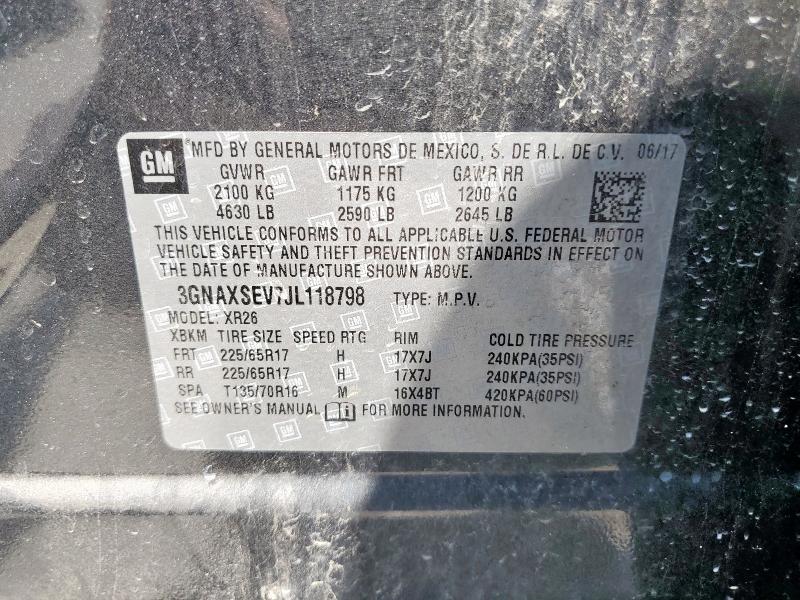 GM MFD BY GENERAL MOTORS DE MEXICO, S. DE R.L. DE C.V. 06/17
GVWR GAWR FRT GAWR RR
2100 KG 1175 KG 1200 KG
4630 LB 2590 LB 2645 LB
THIS VEHICLE CONFORMS TO ALL APPLICABLE U.S. FEDERAL MOTOR
VEHICLE SAFETY AND THEFT PREVENTION STANDARDS IN EFFECT ON
THE DATE OF MANUFACTURE SHOWN ABOVE.
3GNAXSEV7JL118798 TYPE: M.P.V.
MODEL: XR26
XBKM TIRE SIZE SPEED RTG RIM COLD TIRE PRESSURE
FRT 225/65R17 H 17X7J 240KPA(35PSI)
RR 225/65R17 H 17X7J 240KPA(35PSI)
SPA T135/70R16 M 16X4BT 420KPA(60PSI)
SEE OWNER'S MANUAL FOR MORE INFORMATION.